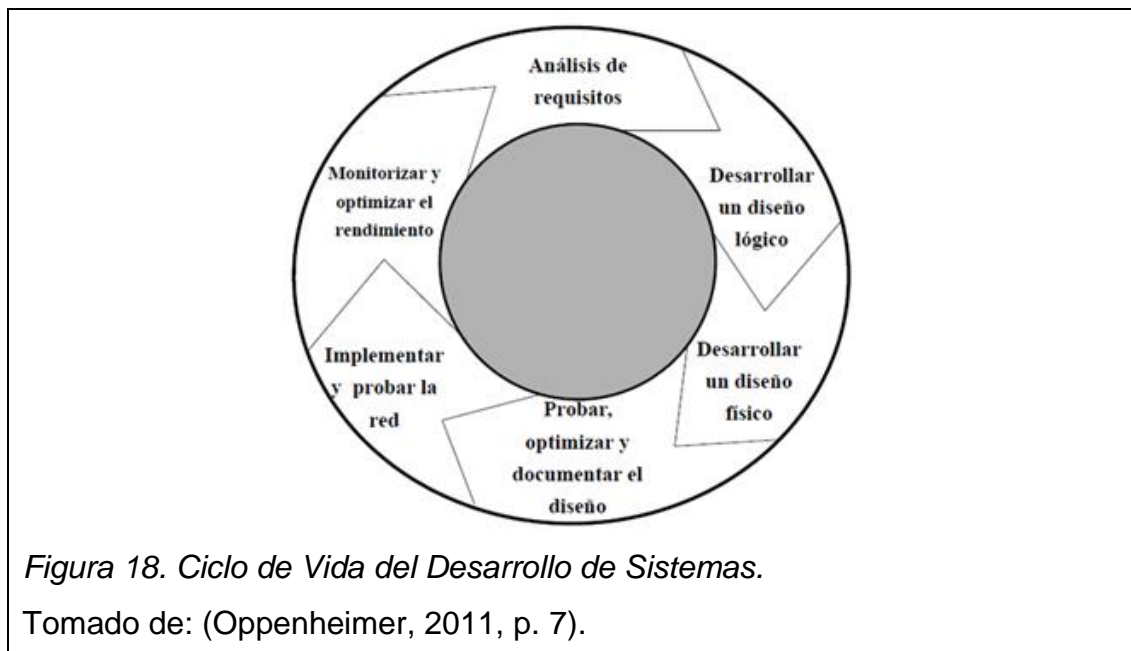 Análisis de
requisitos
Desarrollar
un diseño
lógico
Desarrollar
un diseño
físico
Probar,
optimizar y
documentar el
diseño
Implementar
y probar la
red
Monitorizar y
optimizar el
rendimiento
Figura 18. Ciclo de Vida del Desarrollo de Sistemas.
Tomado de: (Oppenheimer, 2011, p. 7).